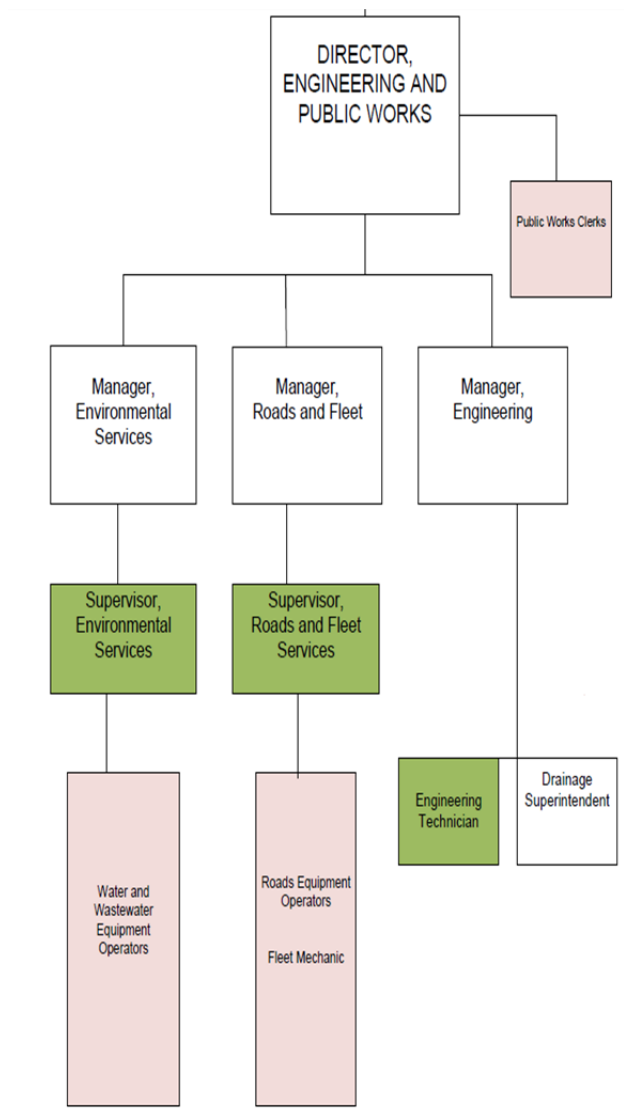 DIRECTOR,
ENGINEERING AND
PUBLIC WORKS
Public Works Clerks
Manager,
Environmental
Services
Manager,
Roads and Fleet
Manager,
Engineering
Supervisor,
Environmental
Services
Supervisor,
Roads and Fleet
Services
Engineering
Technician
Drainage
Superintendent
Water and
Wastewater
Equipment
Operators
Roads Equipment
Operators
Fleet Mechanic